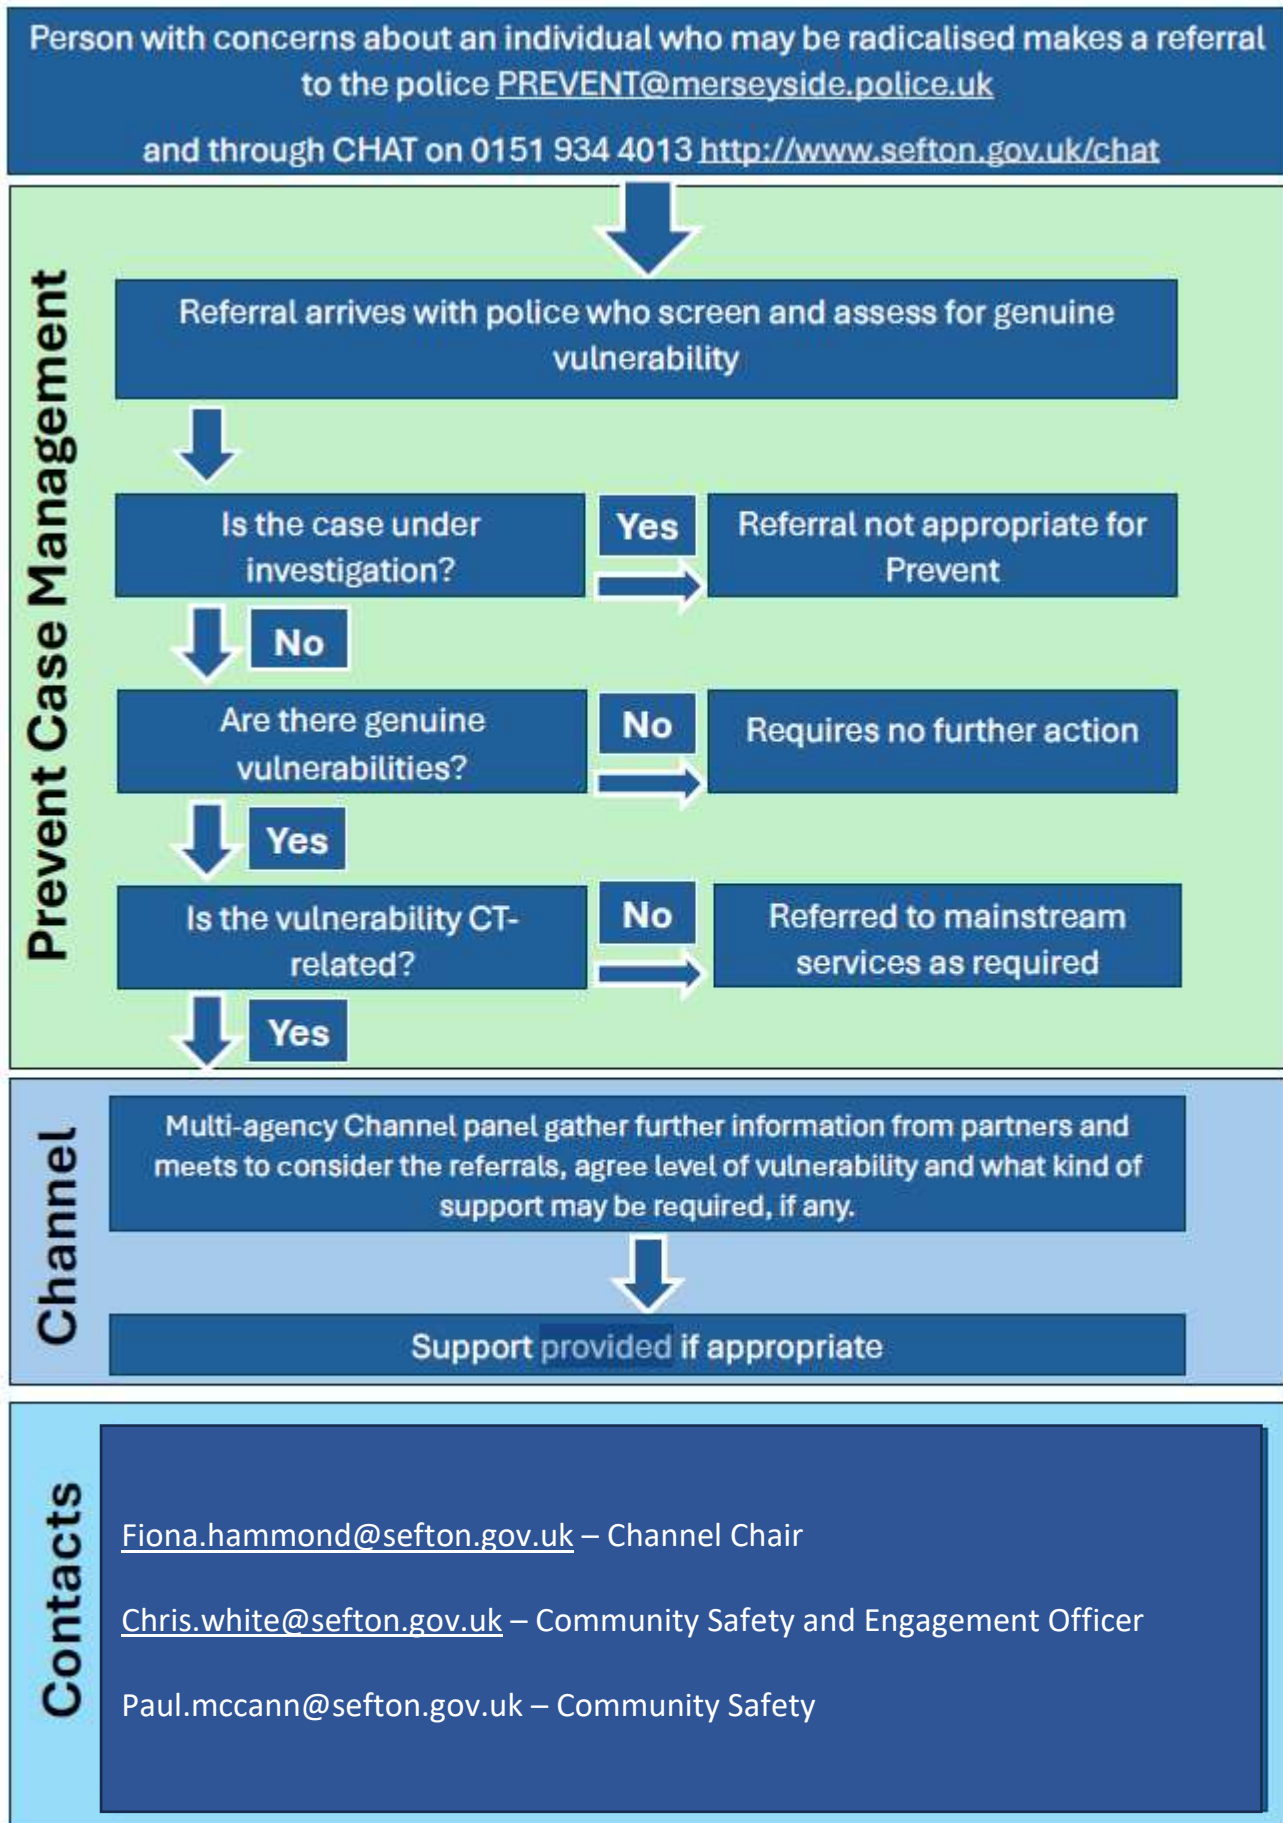 Person with concerns about an individual who may be radicalised makes a referral
to the police PREVENT@merseyside.police.uk
and through CHAT on 0151 934 4013 http://www.sefton.gov.uk/chat
Prevent Case Management
Referral arrives with police who screen and assess for genuine
vulnerability
Is the case under
investigation?
Yes
Referral not appropriate for
Prevent
No
Are there genuine
vulnerabilities?
No
Requires no further action
Yes
Is the vulnerability CT-
related?
No
Referred to mainstream
services as required
Yes
Channel
Multi-agency Channel panel gather further information from partners and
meets to consider the referrals, agree level of vulnerability and what kind of
support may be required, if any.
Support provided if appropriate
Contacts
Fiona.hammond@sefton.gov.uk – Channel Chair
Chris.white@sefton.gov.uk – Community Safety and Engagement Officer
Paul.mccann@sefton.gov.uk – Community Safety